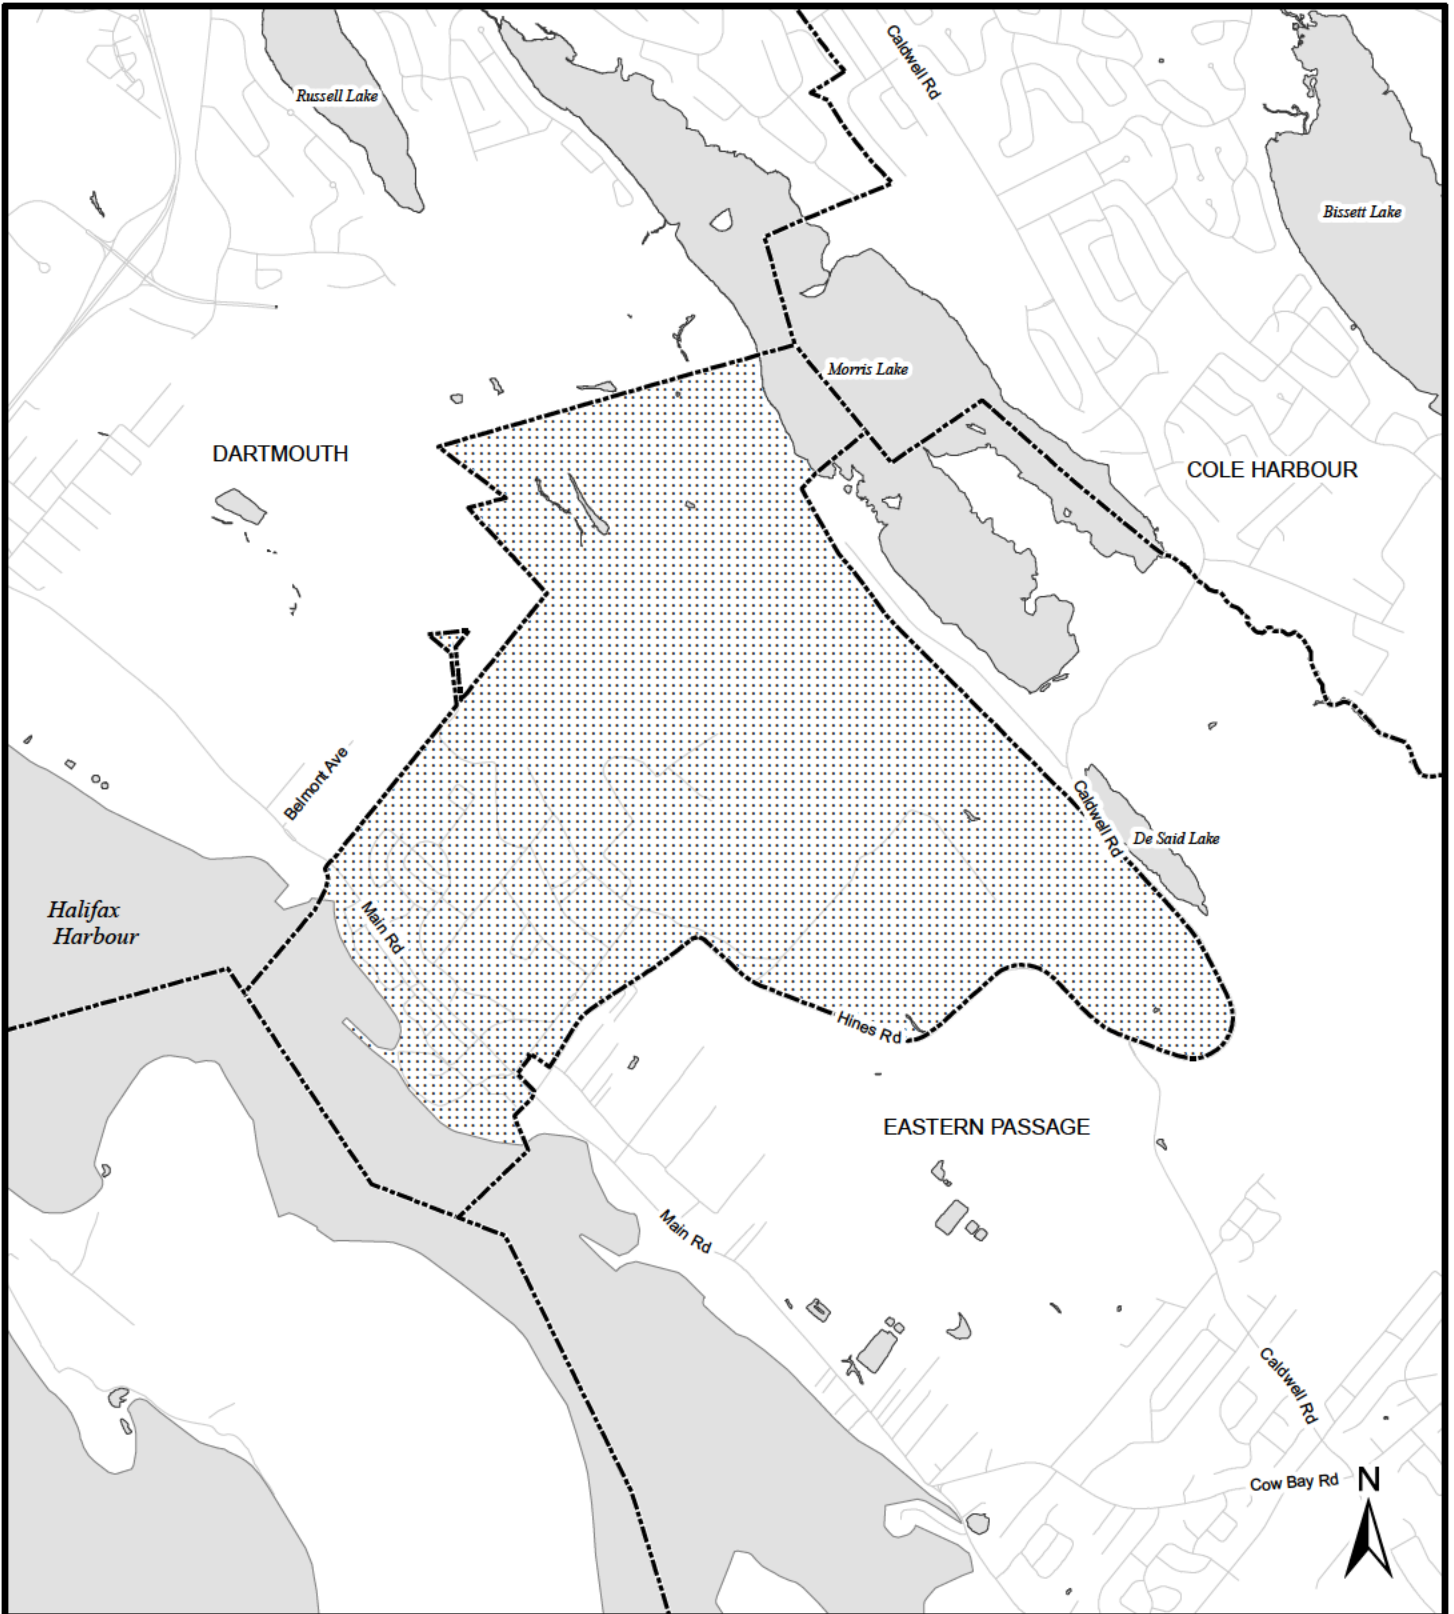 Caldwell Rd
Russell Lake
Bissett Lake
Morris Lake
DARTMOUTH
COLE HARBOUR
Belmont Ave
Caldwell Rd
De Said Lake
Halifax
Harbour
Main Rd
Hines Rd
EASTERN PASSAGE
Main Rd
Caldwell Rd
Cow Bay Rd
N